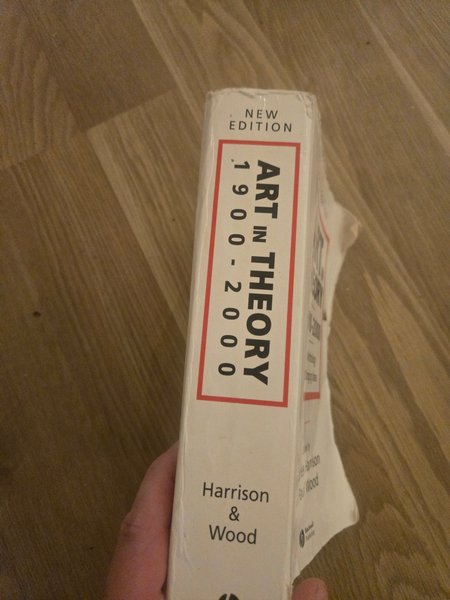 NEW
EDITION
ART IN THEORY
1900-2000
Harrison
&
Wood